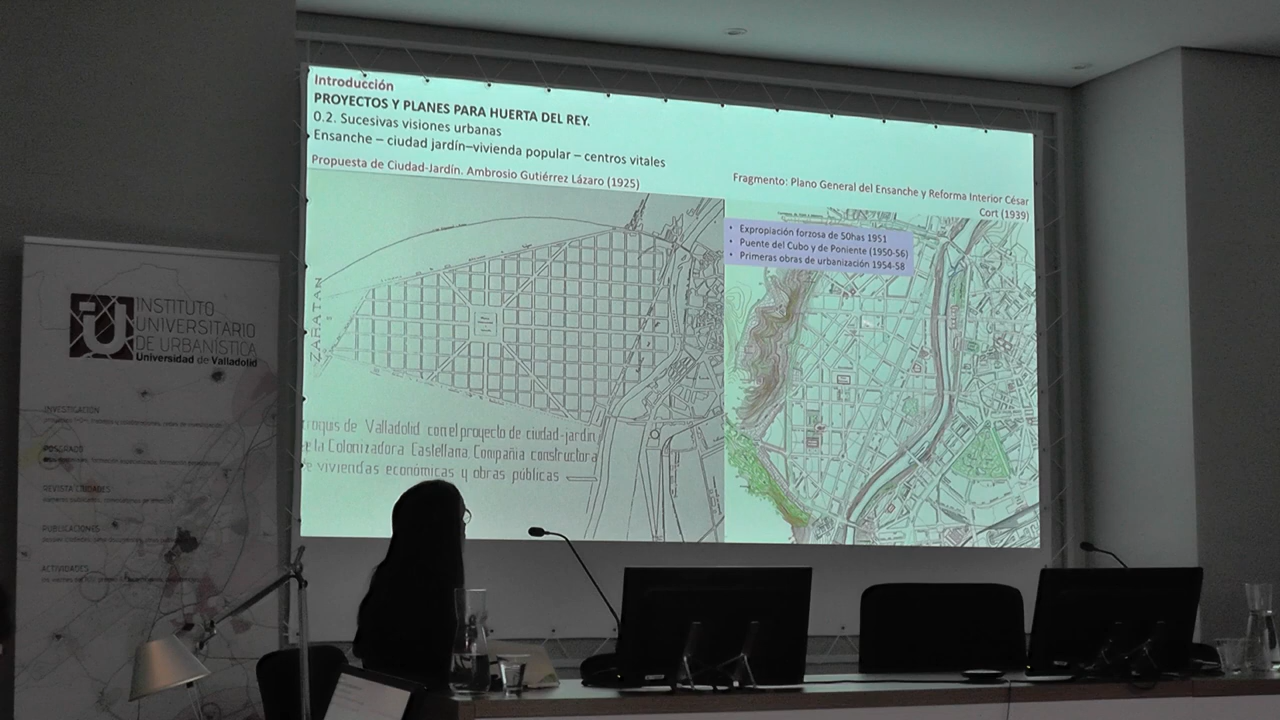 Introducción
PROYECTOS Y PLANES PARA HUERTA DEL REY.
0.2. Sucesivas visiones urbanas
Ensanche – ciudad jardín–vivienda popular – centros vitales
Propuesta de Ciudad-Jardín. Ambrosio Gutiérrez Lázaro (1925)
Fragmento: Plano General del Ensanche y Reforma Interior César
Cort (1939)
• Expropiación forzosa de 50has 1951
• Puente del Cubo y de Poniente (1950-56)
• Primeras obras de urbanización 1954-58
ZARATAN
roquis de Valladolid con el proyecto de ciudad-jardin
la Colonizadora Castellana. Compañia constructora
e viviendas económicas y obras públicas
iU
INSTITUTO
UNIVERSITARIO
DE URBANÍSTICA
Universidad de Valladolid
INVESTIGACIÓN
POSGRADO
REVISTA CIUDADES
PUBLICACIONES
ACTIVIDADES